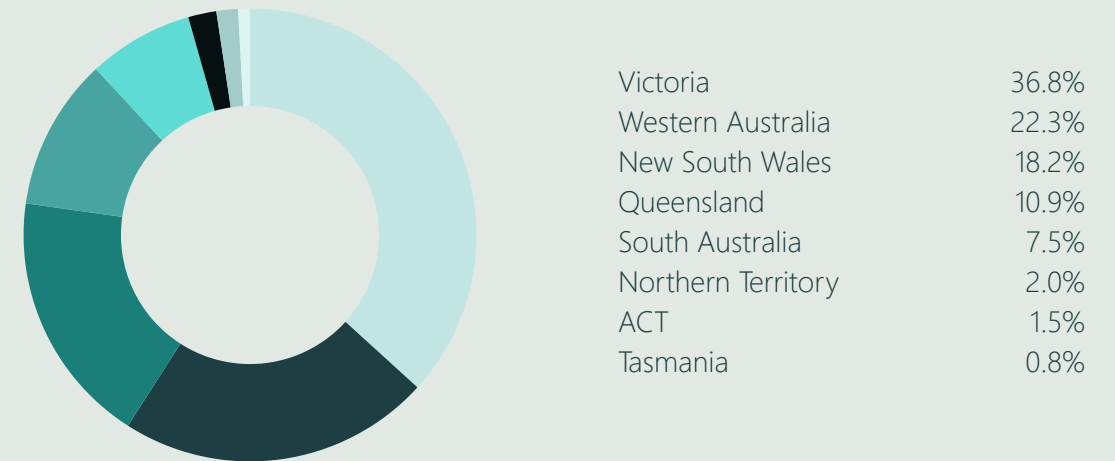 Victoria 36.8%
Western Australia 22.3%
New South Wales 18.2%
Queensland 10.9%
South Australia 7.5%
Northern Territory 2.0%
ACT 1.5%
Tasmania 0.8%